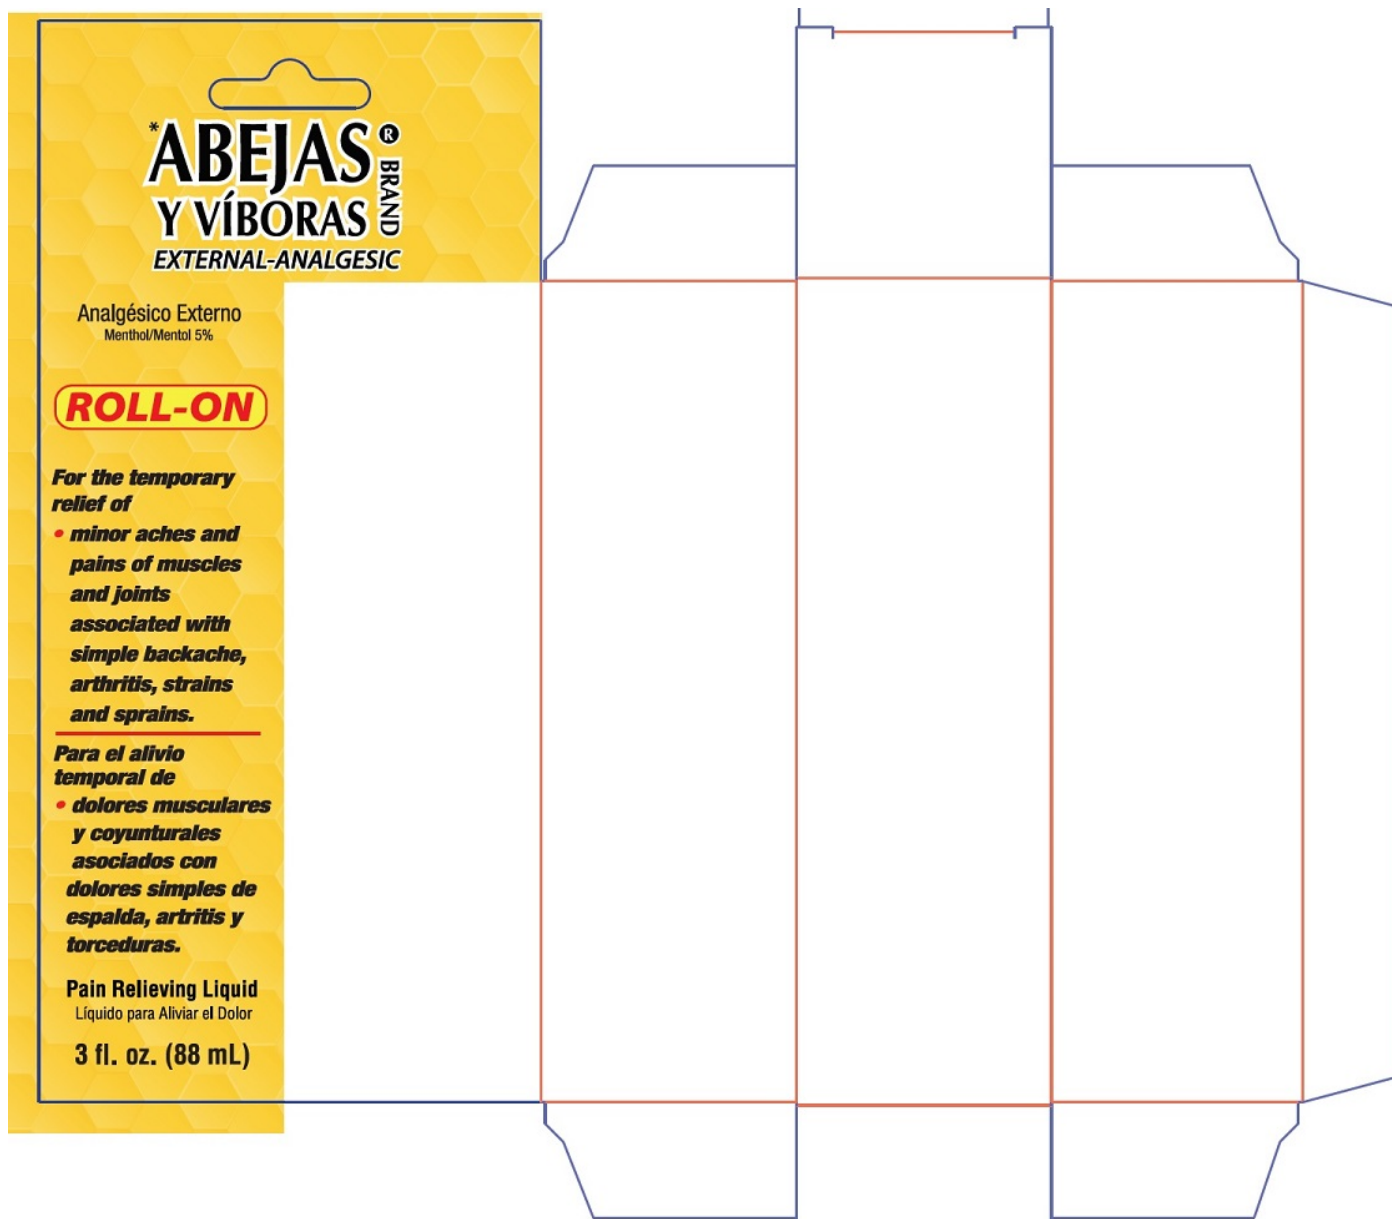 *ABEJAS®
BRAND
Y VÍBORAS
EXTERNAL-ANALGESIC
Analgésico Externo
Menthol/Mentol 5%
ROLL-ON
For the temporary
relief of
• minor aches and
pains of muscles
and joints
associated with
simple backache,
arthritis, strains
and sprains.
Para el alivio
temporal de
• dolores musculares
y coyunturales
asociados con
dolores simples de
espalda, artritis y
torceduras.
Pain Relieving Liquid
Líquido para Aliviar el Dolor
3 fl. oz. (88 mL)